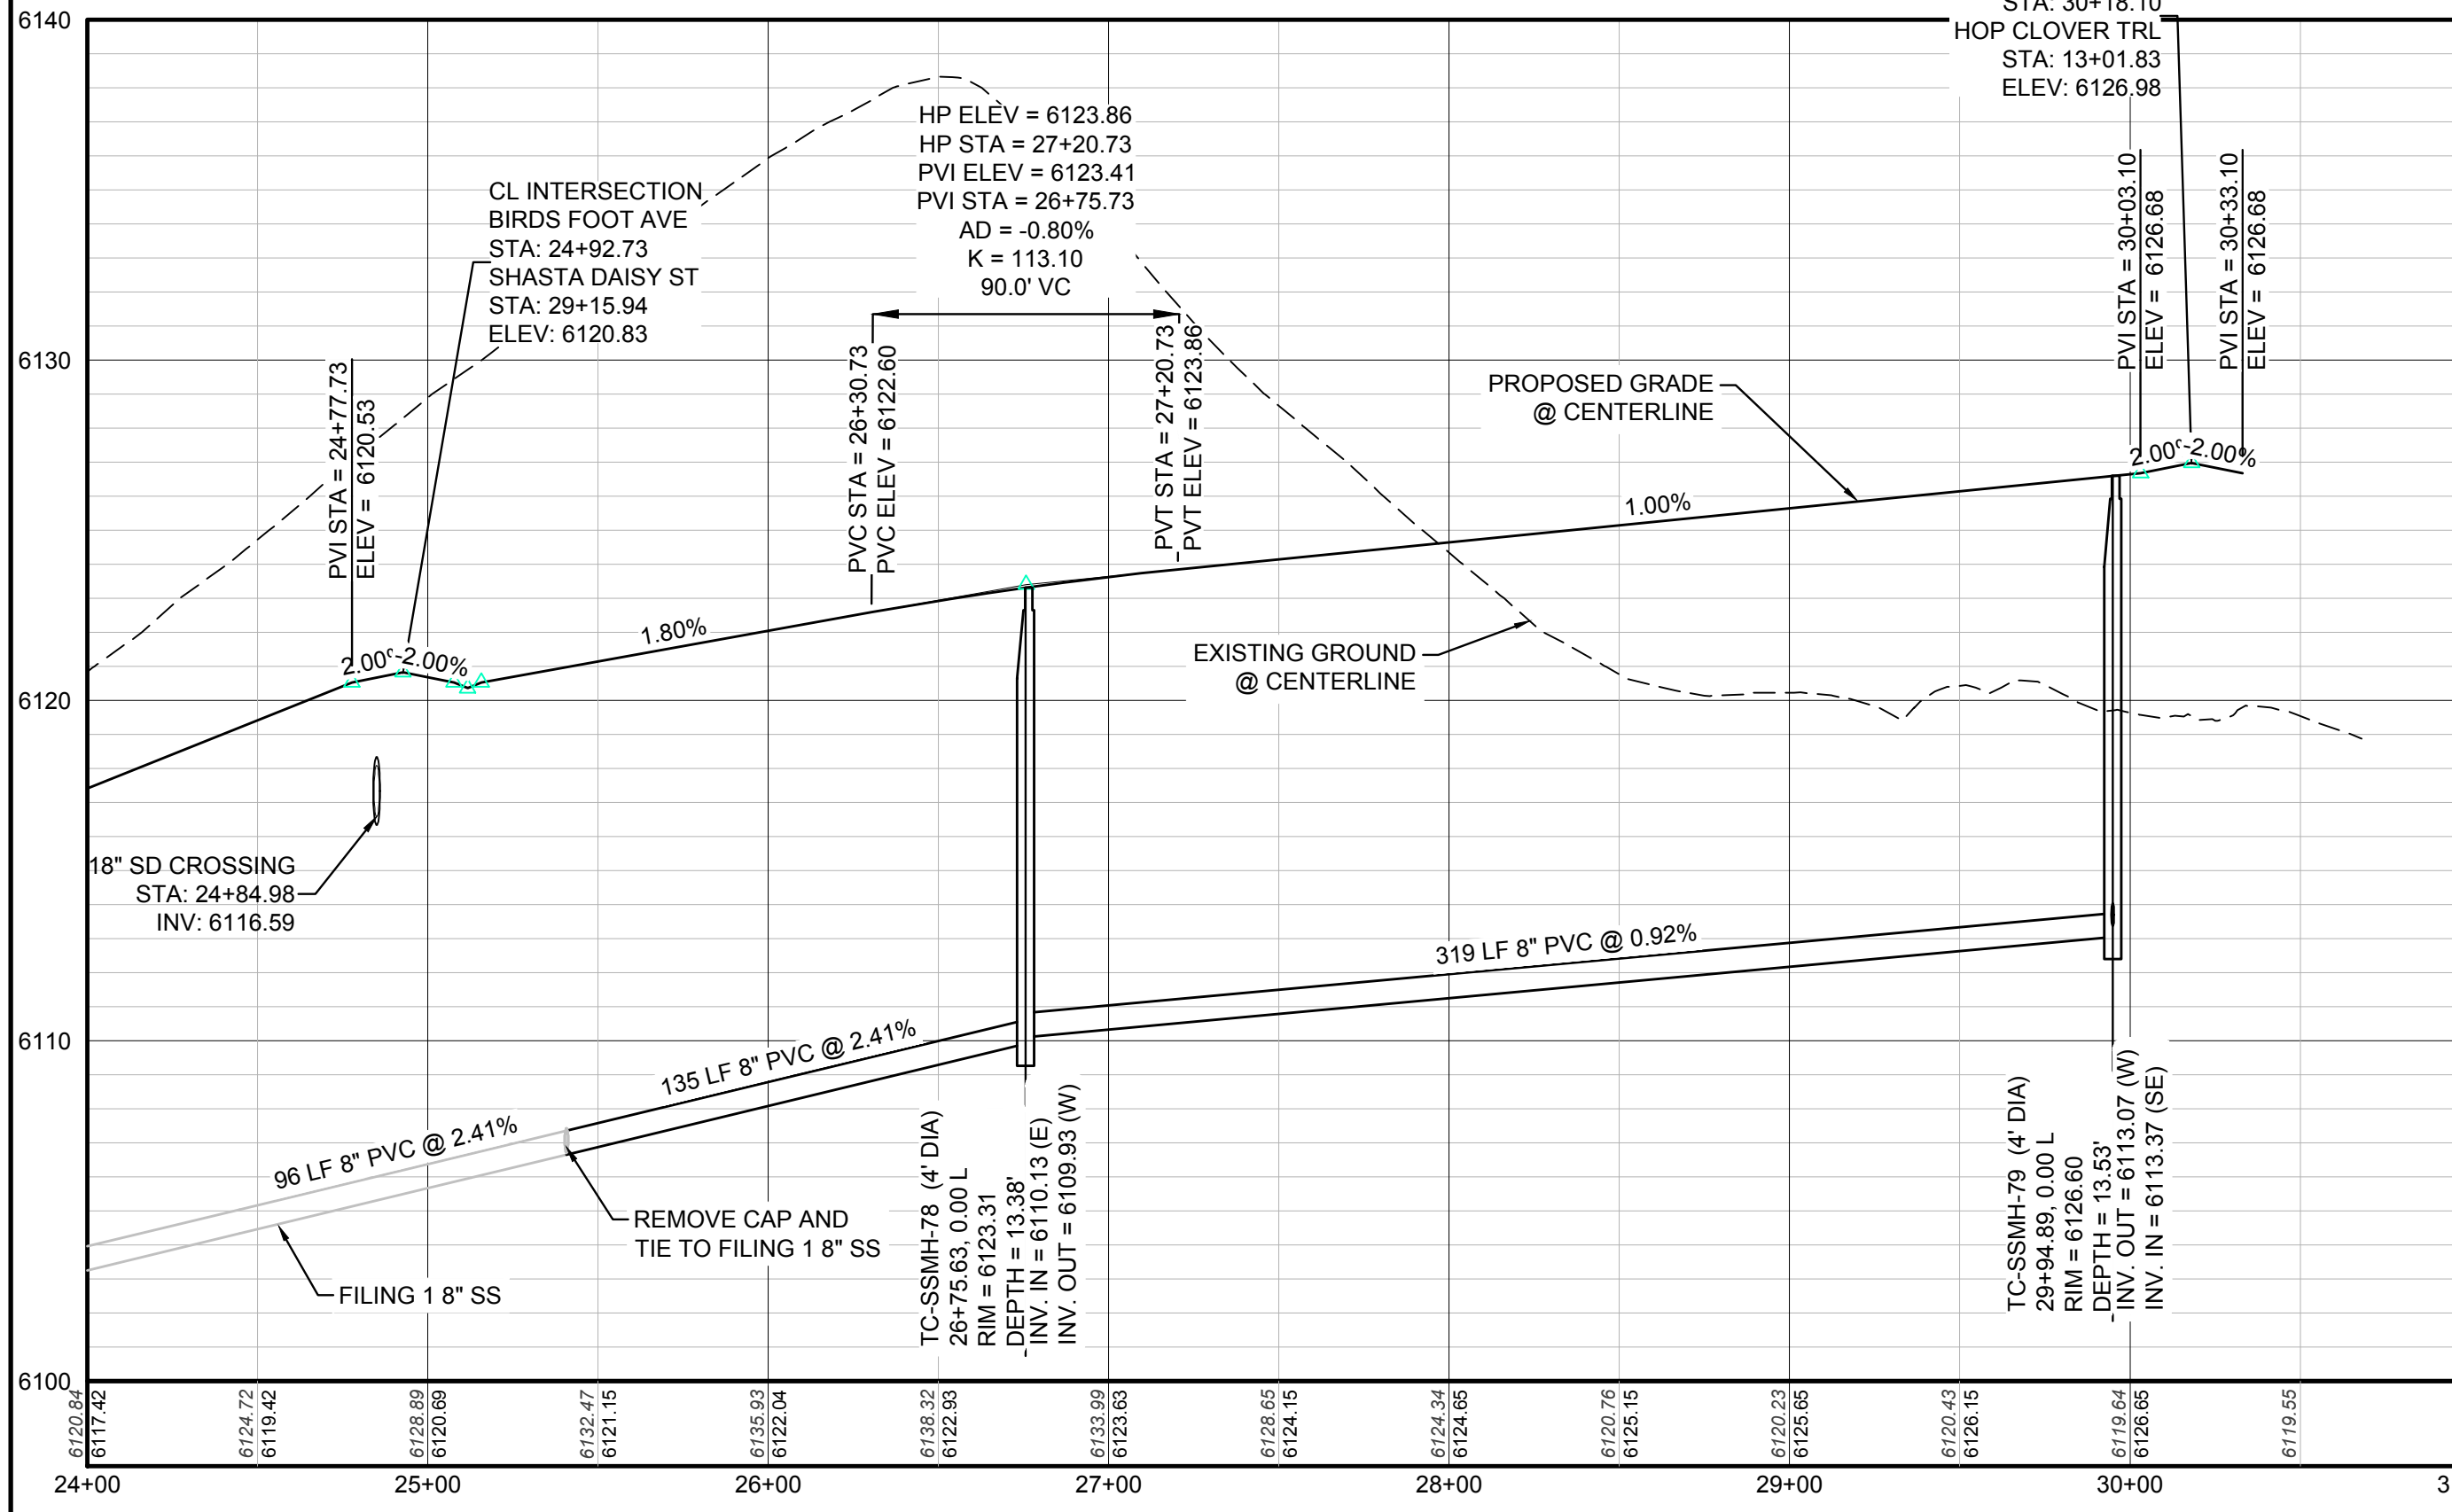 6140
6130
6120
6110
6100
STA: 30+18.10
HOP CLOVER TRL
STA: 13+01.83
ELEV: 6126.98
HP ELEV = 6123.86
HP STA = 27+20.73
PVI ELEV = 6123.41
PVI STA = 26+75.73
AD = -0.80%
K = 113.10
90.0' VC
CL INTERSECTION
BIRDS FOOT AVE
STA: 24+92.73
SHASTA DAISY ST
STA: 29+15.94
ELEV: 6120.83
PVI STA = 24+77.73
ELEV = 6120.53
PVC STA = 26+30.73
PVC ELEV = 6122.60
PVT STA = 27+20.73
PVT ELEV = 6123.86
PVI STA = 30+03.10
ELEV = 6126.68
PVI STA = 30+33.10
ELEV = 6126.68
PROPOSED GRADE
@ CENTERLINE
2.00%
-2.00%
1.00%
1.80%
2.00%
-2.00%
EXISTING GROUND
@ CENTERLINE
18" SD CROSSING
STA: 24+84.98
INV: 6116.59
319 LF 8" PVC @ 0.92%
135 LF 8" PVC @ 2.41%
96 LF 8" PVC @ 2.41%
REMOVE CAP AND
TIE TO FILING 1 8" SS
FILING 1 8" SS
TC-SSMH-78 (4' DIA)
26+75.63, 0.00 L
RIM = 6123.31
DEPTH = 13.38'
INV. IN = 6110.13 (E)
INV. OUT = 6109.93 (W)
TC-SSMH-79 (4' DIA)
29+94.89, 0.00 L
RIM = 6126.60
DEPTH = 13.53'
INV. OUT = 6113.07 (W)
INV. IN = 6113.37 (SE)
6120.84
6117.42
6124.72
6119.42
6128.89
6120.69
6132.47
6121.15
6135.93
6122.04
6138.32
6122.93
6133.99
6123.63
6128.65
6124.15
6124.34
6124.65
6120.76
6125.15
6120.23
6125.65
6120.43
6126.15
6119.64
6126.65
6119.55
24+00
25+00
26+00
27+00
28+00
29+00
30+00
3